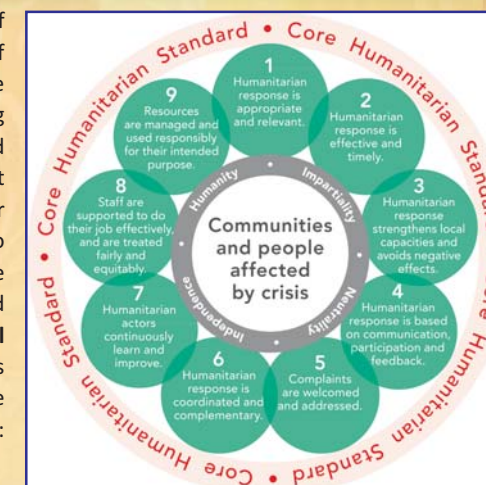 Core Humanitarian Standard • Core Humanitarian Standard • Core Humanitarian Standard • Core Humanitarian Standard •
1
Humanitarian
response is
appropriate
and relevant.
2
Humanitarian
response is
effective and
timely.
3
Humanitarian
response
strengthens local
capacities and
avoids negative
effects.
4
Humanitarian
response is based
on communication,
participation and
feedback.
5
Complaints
are welcomed
and addressed.
6
Humanitarian
response is
coordinated and
complementary.
7
Humanitarian
actors
continuously
learn and
improve.
8
Staff are
supported to do
their job effectively,
and are treated
fairly and
equitably.
9
Resources
are managed and
used responsibly
for their intended
purpose.
Humanity • Impartiality • Neutrality • Independence •
Communities
and people
affected
by crisis